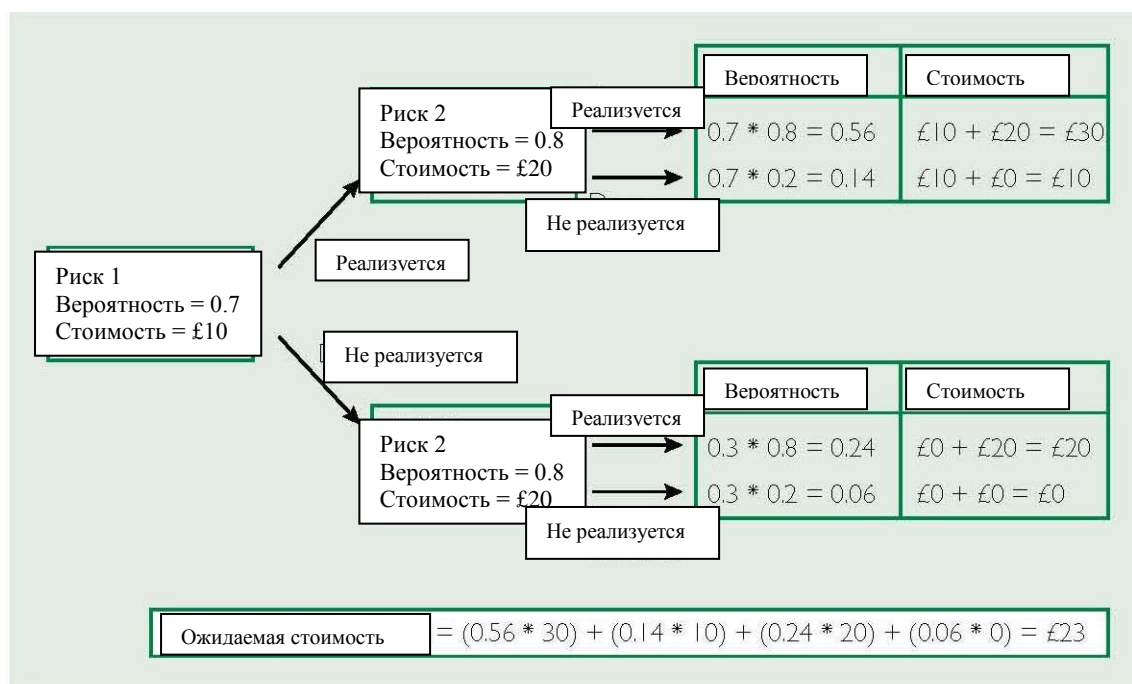 Вероятность
Стоимость
Риск 2
Вероятность = 0.8
Стоимость = £20
Реализуется
0.7 * 0.8 = 0.56
£10 + £20 = £30
0.7 * 0.2 = 0.14
£10 + £0 = £10
Не реализуется
Реализуется
Риск 1
Вероятность = 0.7
Стоимость = £10
Не реализуется
Вероятность
Стоимость
Реализуется
Риск 2
Вероятность = 0.8
Стоимость = £20
0.3 * 0.8 = 0.24
£0 + £20 = £20
0.3 * 0.2 = 0.06
£0 + £0 = £0
Не реализуется
Ожидаемая стоимость = (0.56 * 30) + (0.14 * 10) + (0.24 * 20) + (0.06 * 0) = £23